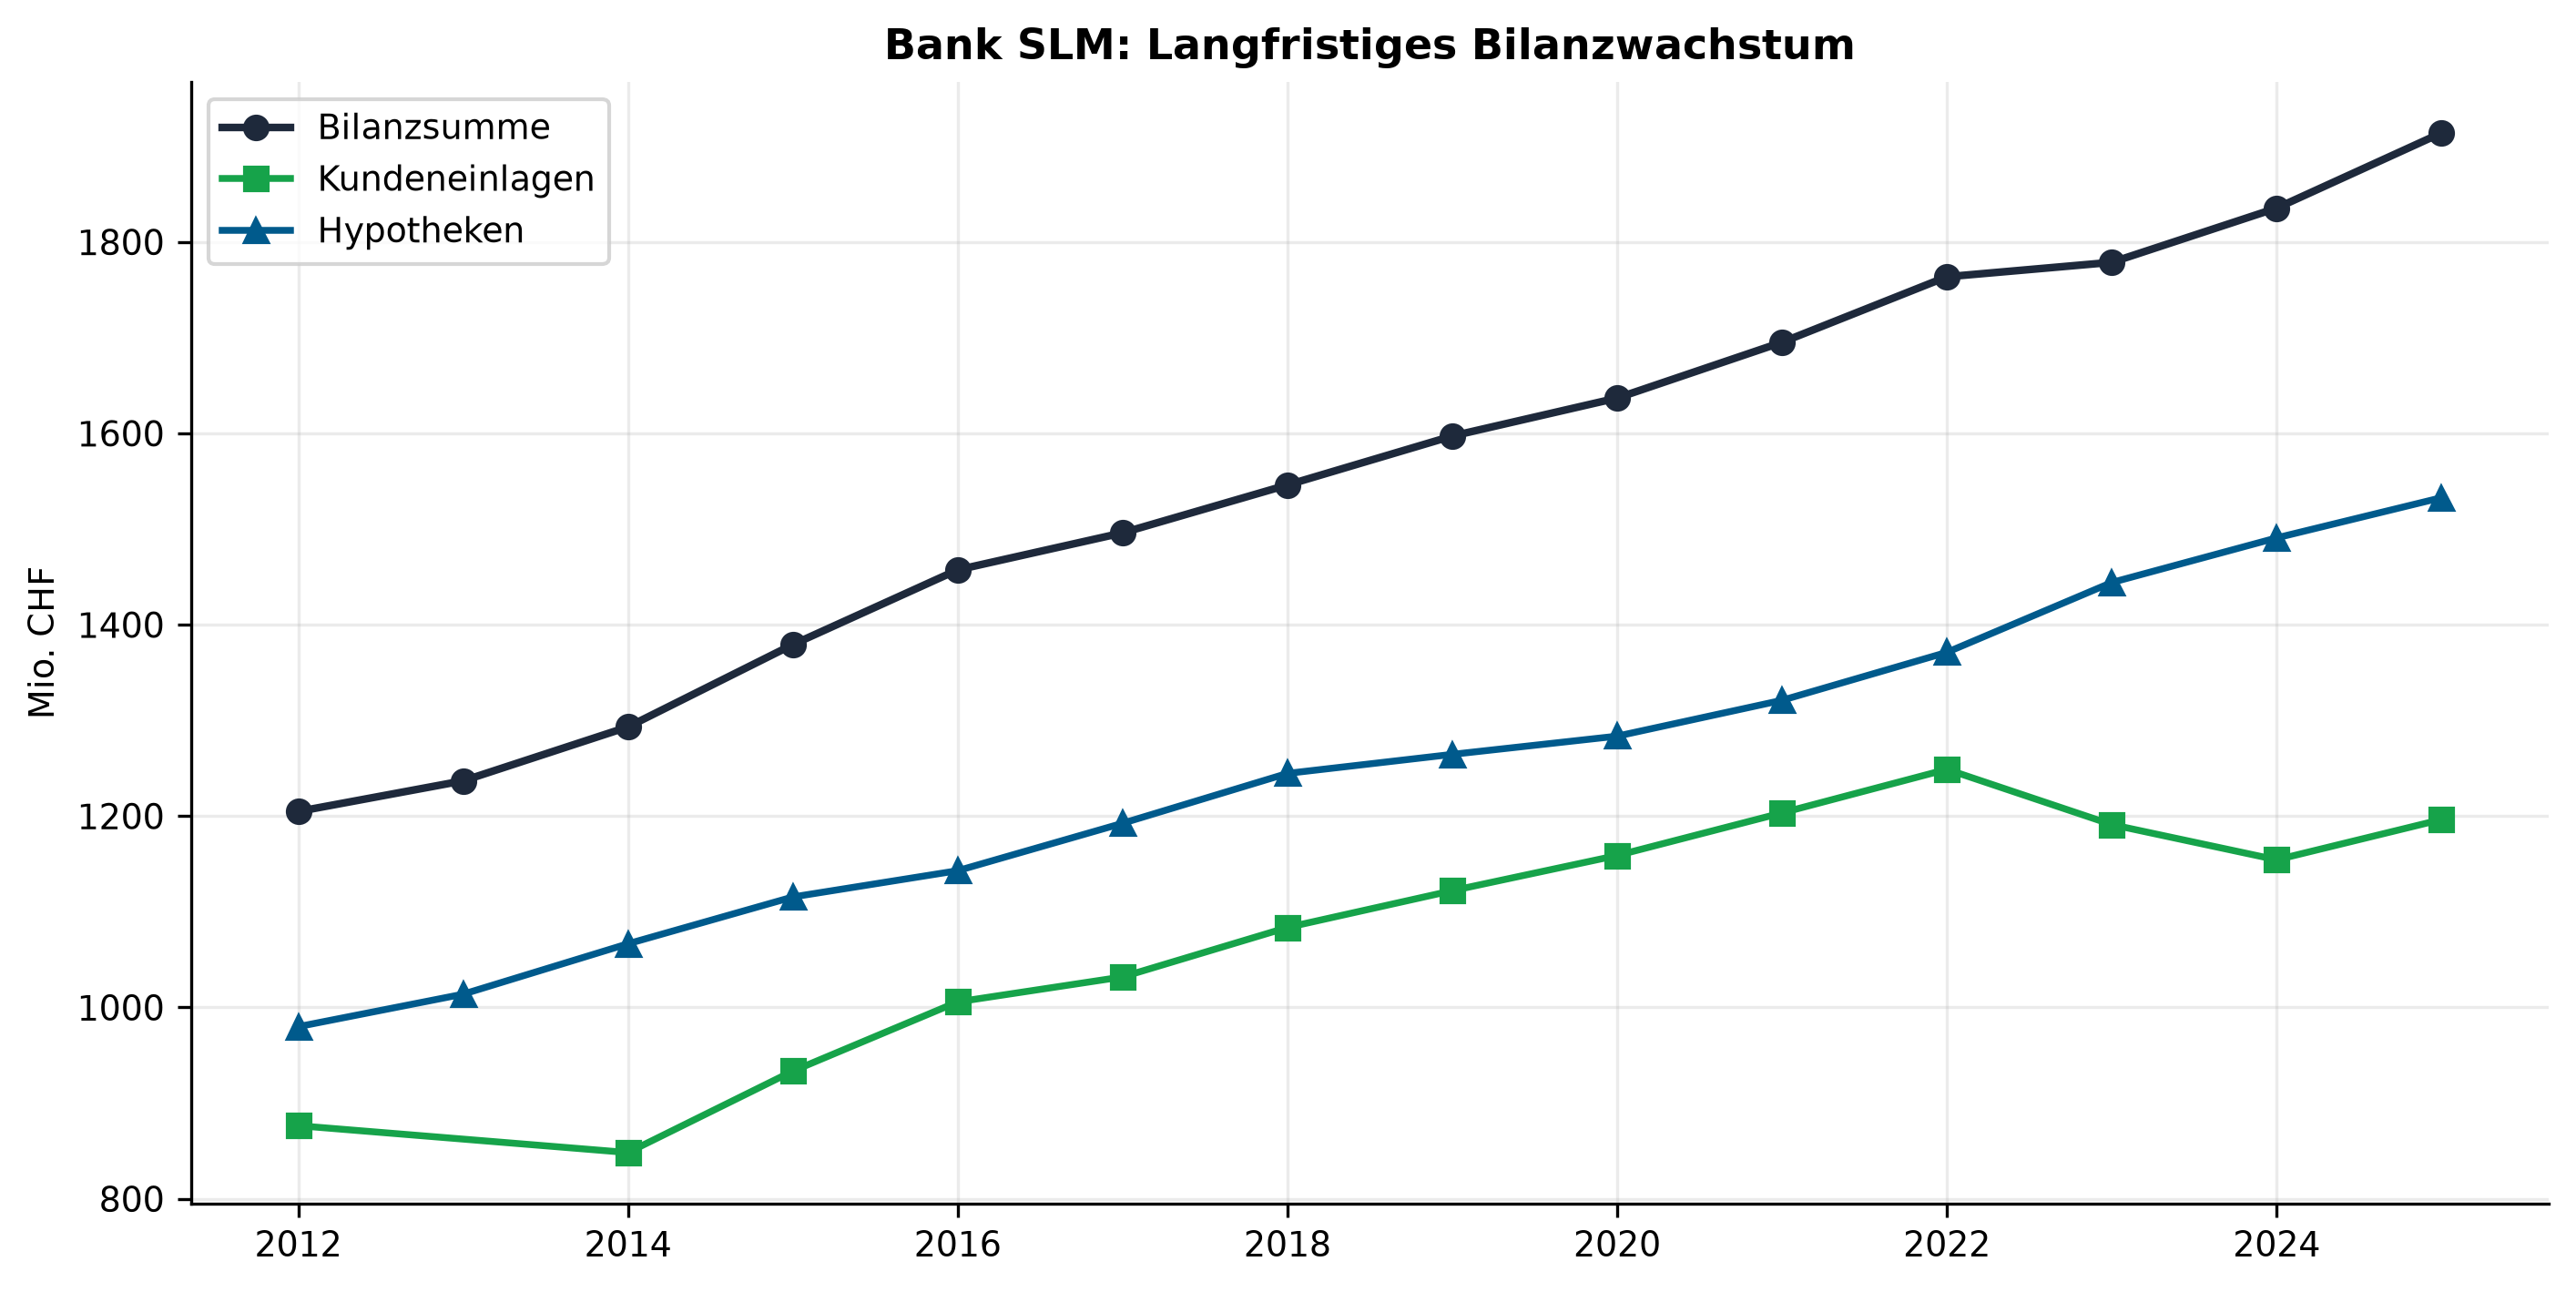 Bank SLM: Langfristiges Bilanzwachstum
Bilanzsumme
Kundeneinlagen
Hypotheken
Mio. CHF
1800
1600
1400
1200
1000
800
2012 2014 2016 2018 2020 2022 2024